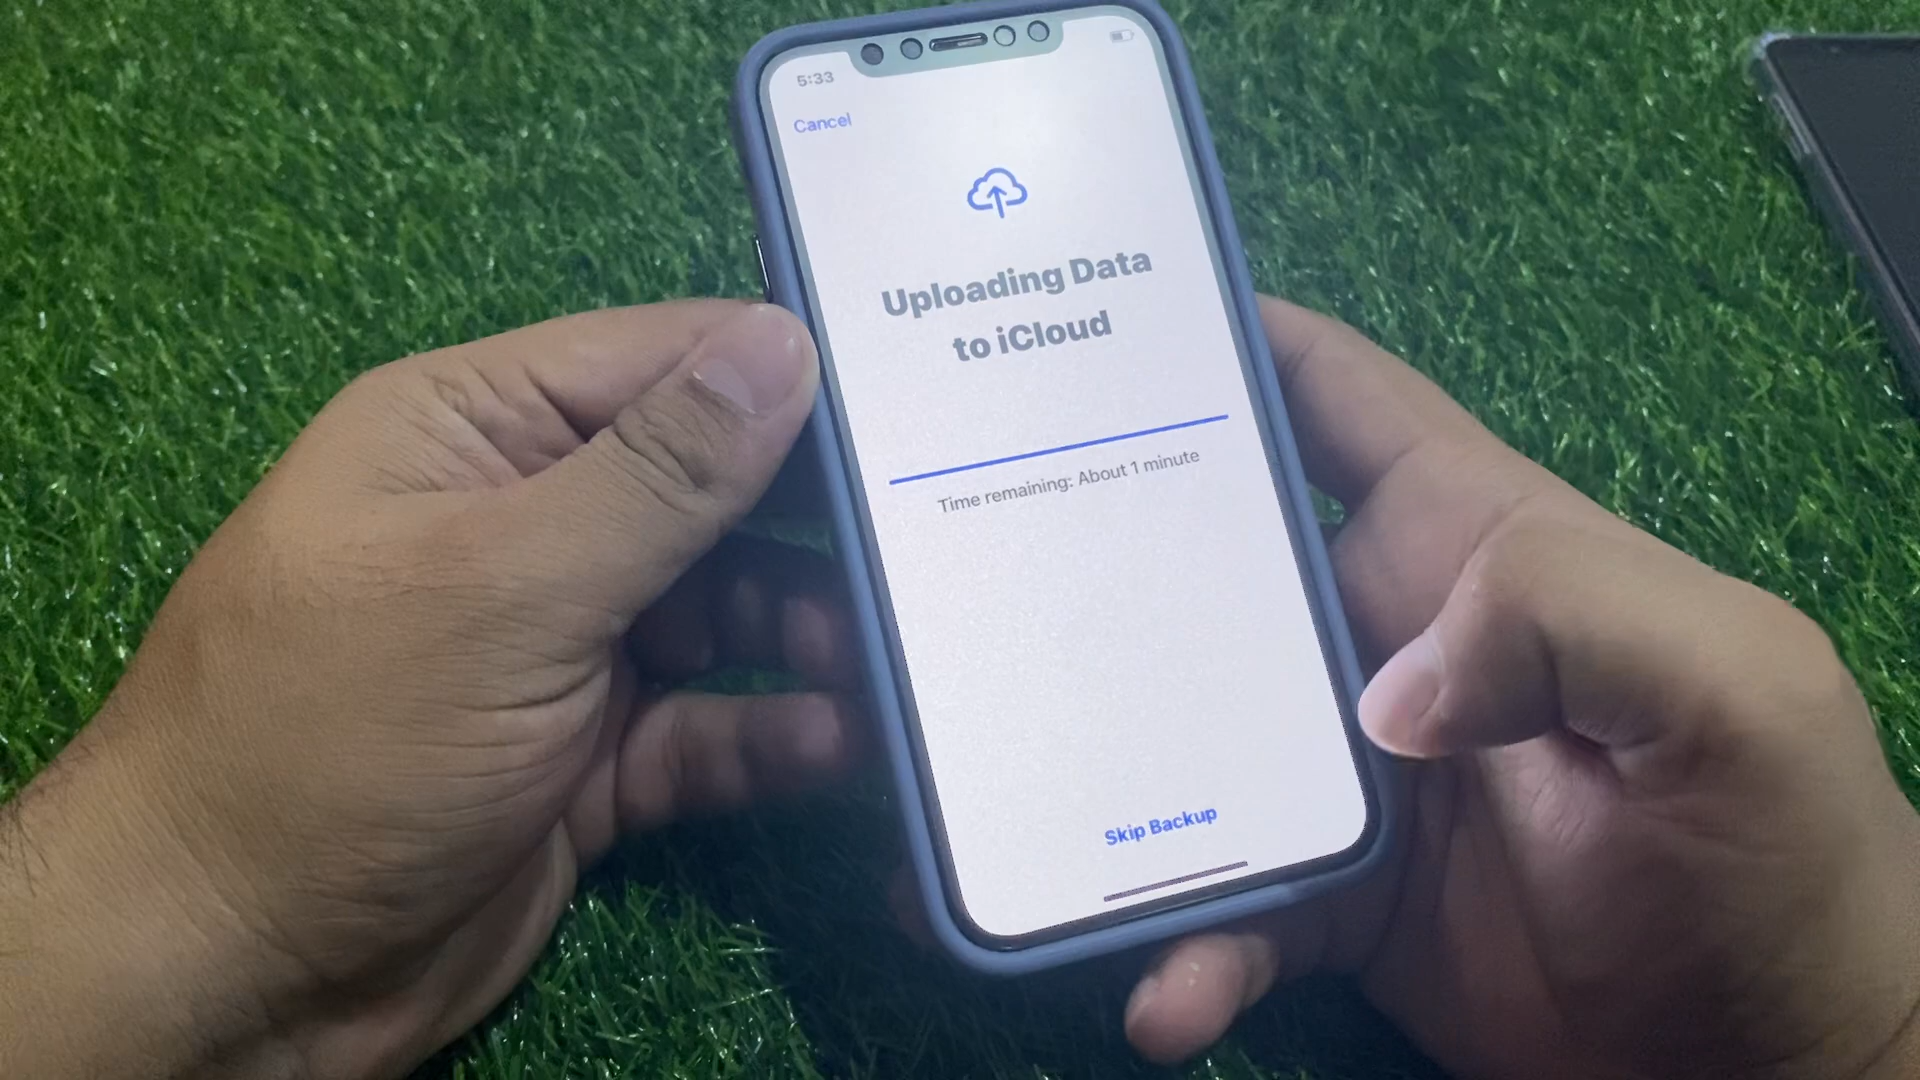 5:33
Cancel
Uploading Data
to iCloud
Time remaining: About 1 minute
Skip Backup